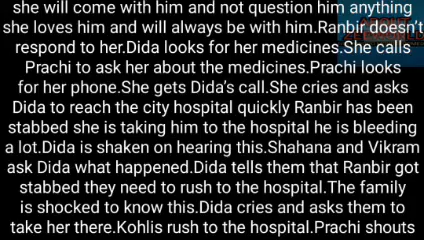 she will come with him and not question him anything
she loves him and will always be with him.Ranbir doesn't
respond to her.Dida looks for her medicines.She calls
Prachi to ask her about the medicines.Prachi looks
for her phone.She gets Dida's call.She cries and asks
Dida to reach the city hospital quickly Ranbir has been
stabbed she is taking him to the hospital he is bleeding
a lot.Dida is shaken on hearing this.Shahana and Vikram
ask Dida what happened.Dida tells them that Ranbir got
stabbed they need to rush to the hospital.The family
is shocked to know this.Dida cries and asks them to
take her there.Kohlis rush to the hospital.Prachi shouts